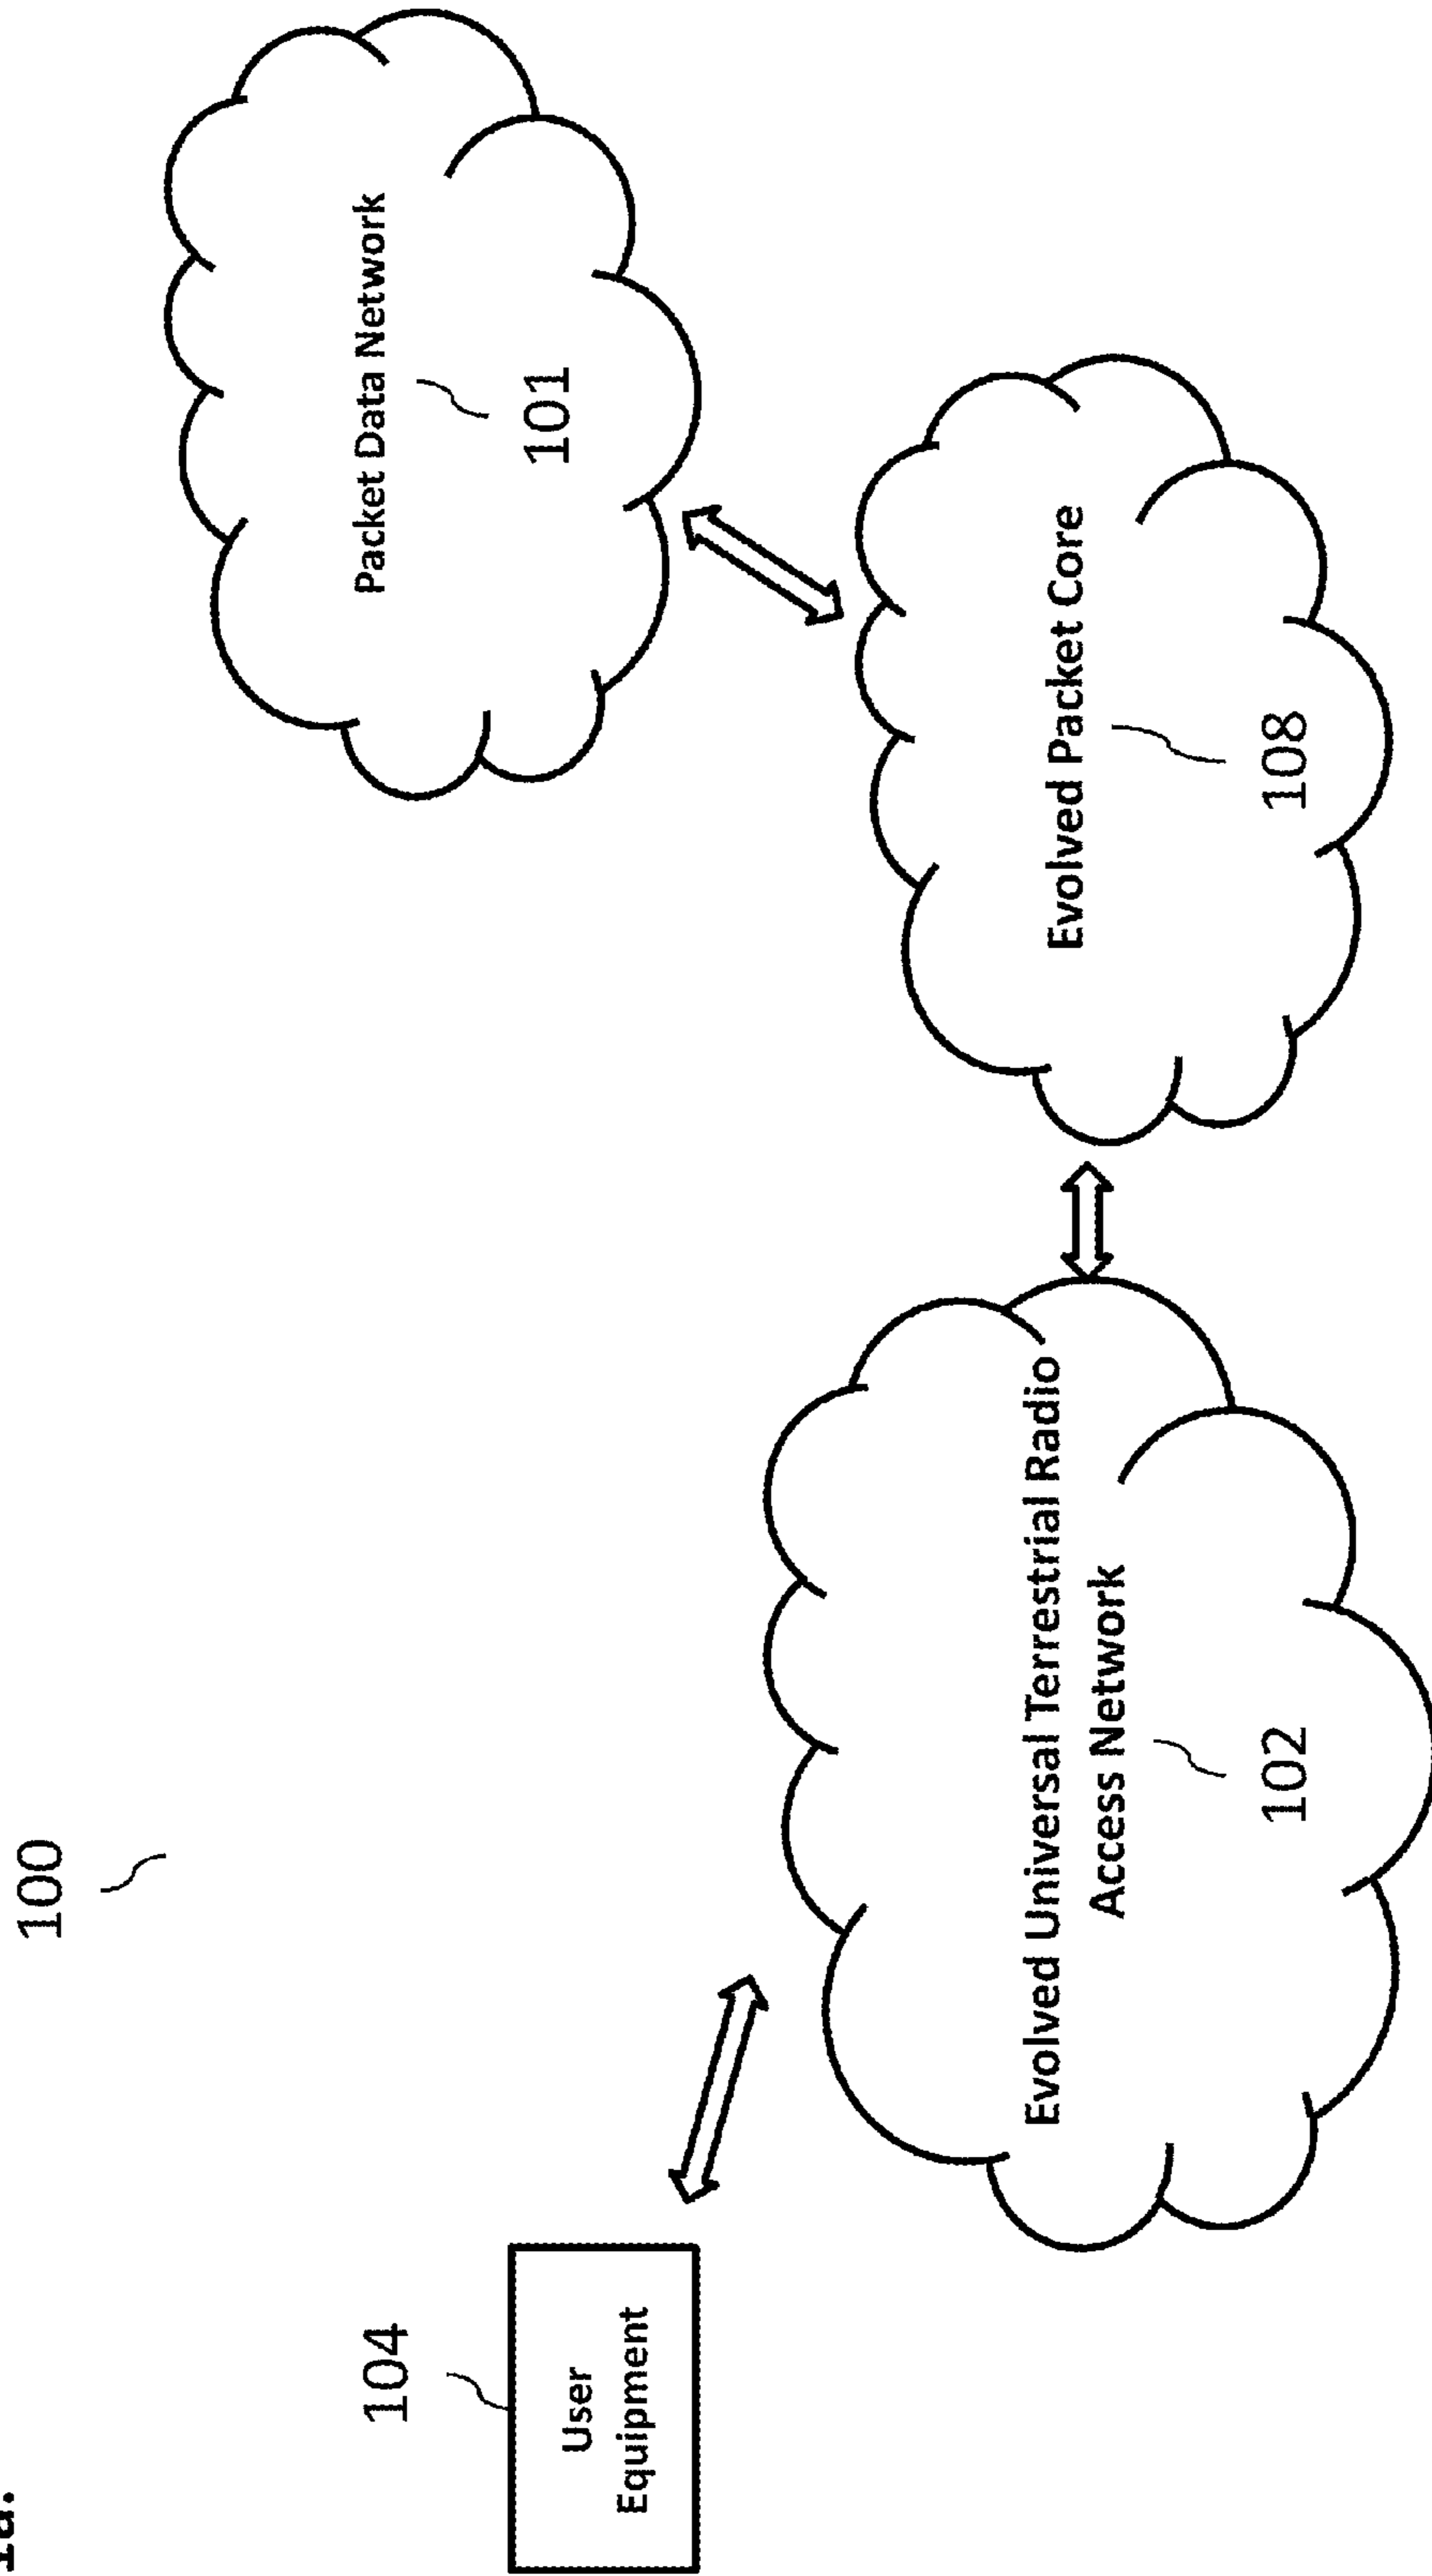 1a.
100
104
User
Equipment
Packet Data Network
101
Evolved Universal Terrestrial Radio
Access Network
102
Evolved Packet Core
108